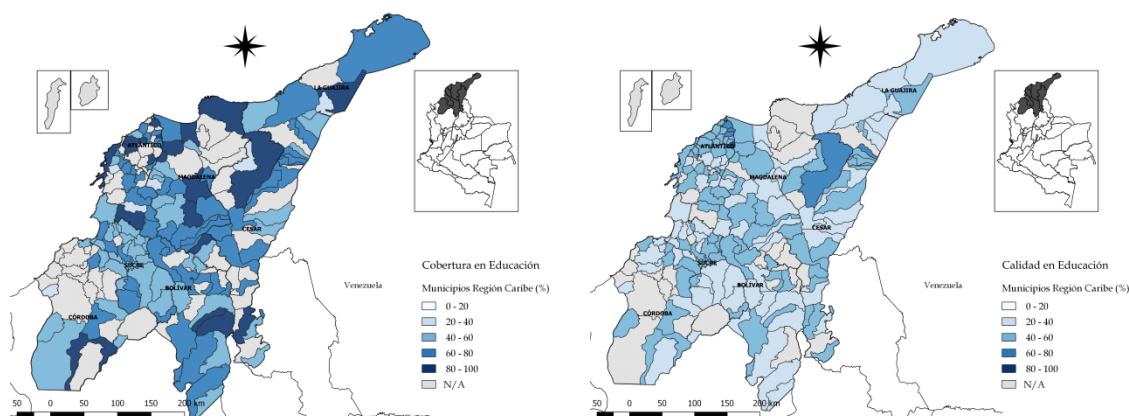 LA GUAJIRA
ATLÁNTICO
MAGDALENA
CESAR
SUCRE
BOLÍVAR
CÓRDOBA
Venezuela
Cobertura en Educación
Municipios Región Caribe (%)
0 - 20
20 - 40
40 - 60
60 - 80
80 - 100
N/A
50 0 50 100 150 200 km
LA GUAJIRA
ATLÁNTICO
MAGDALENA
CESAR
SUCRE
BOLÍVAR
CÓRDOBA
Venezuela
Calidad en Educación
Municipios Región Caribe (%)
0 - 20
20 - 40
40 - 60
60 - 80
80 - 100
N/A
50 0 50 100 150 200 km